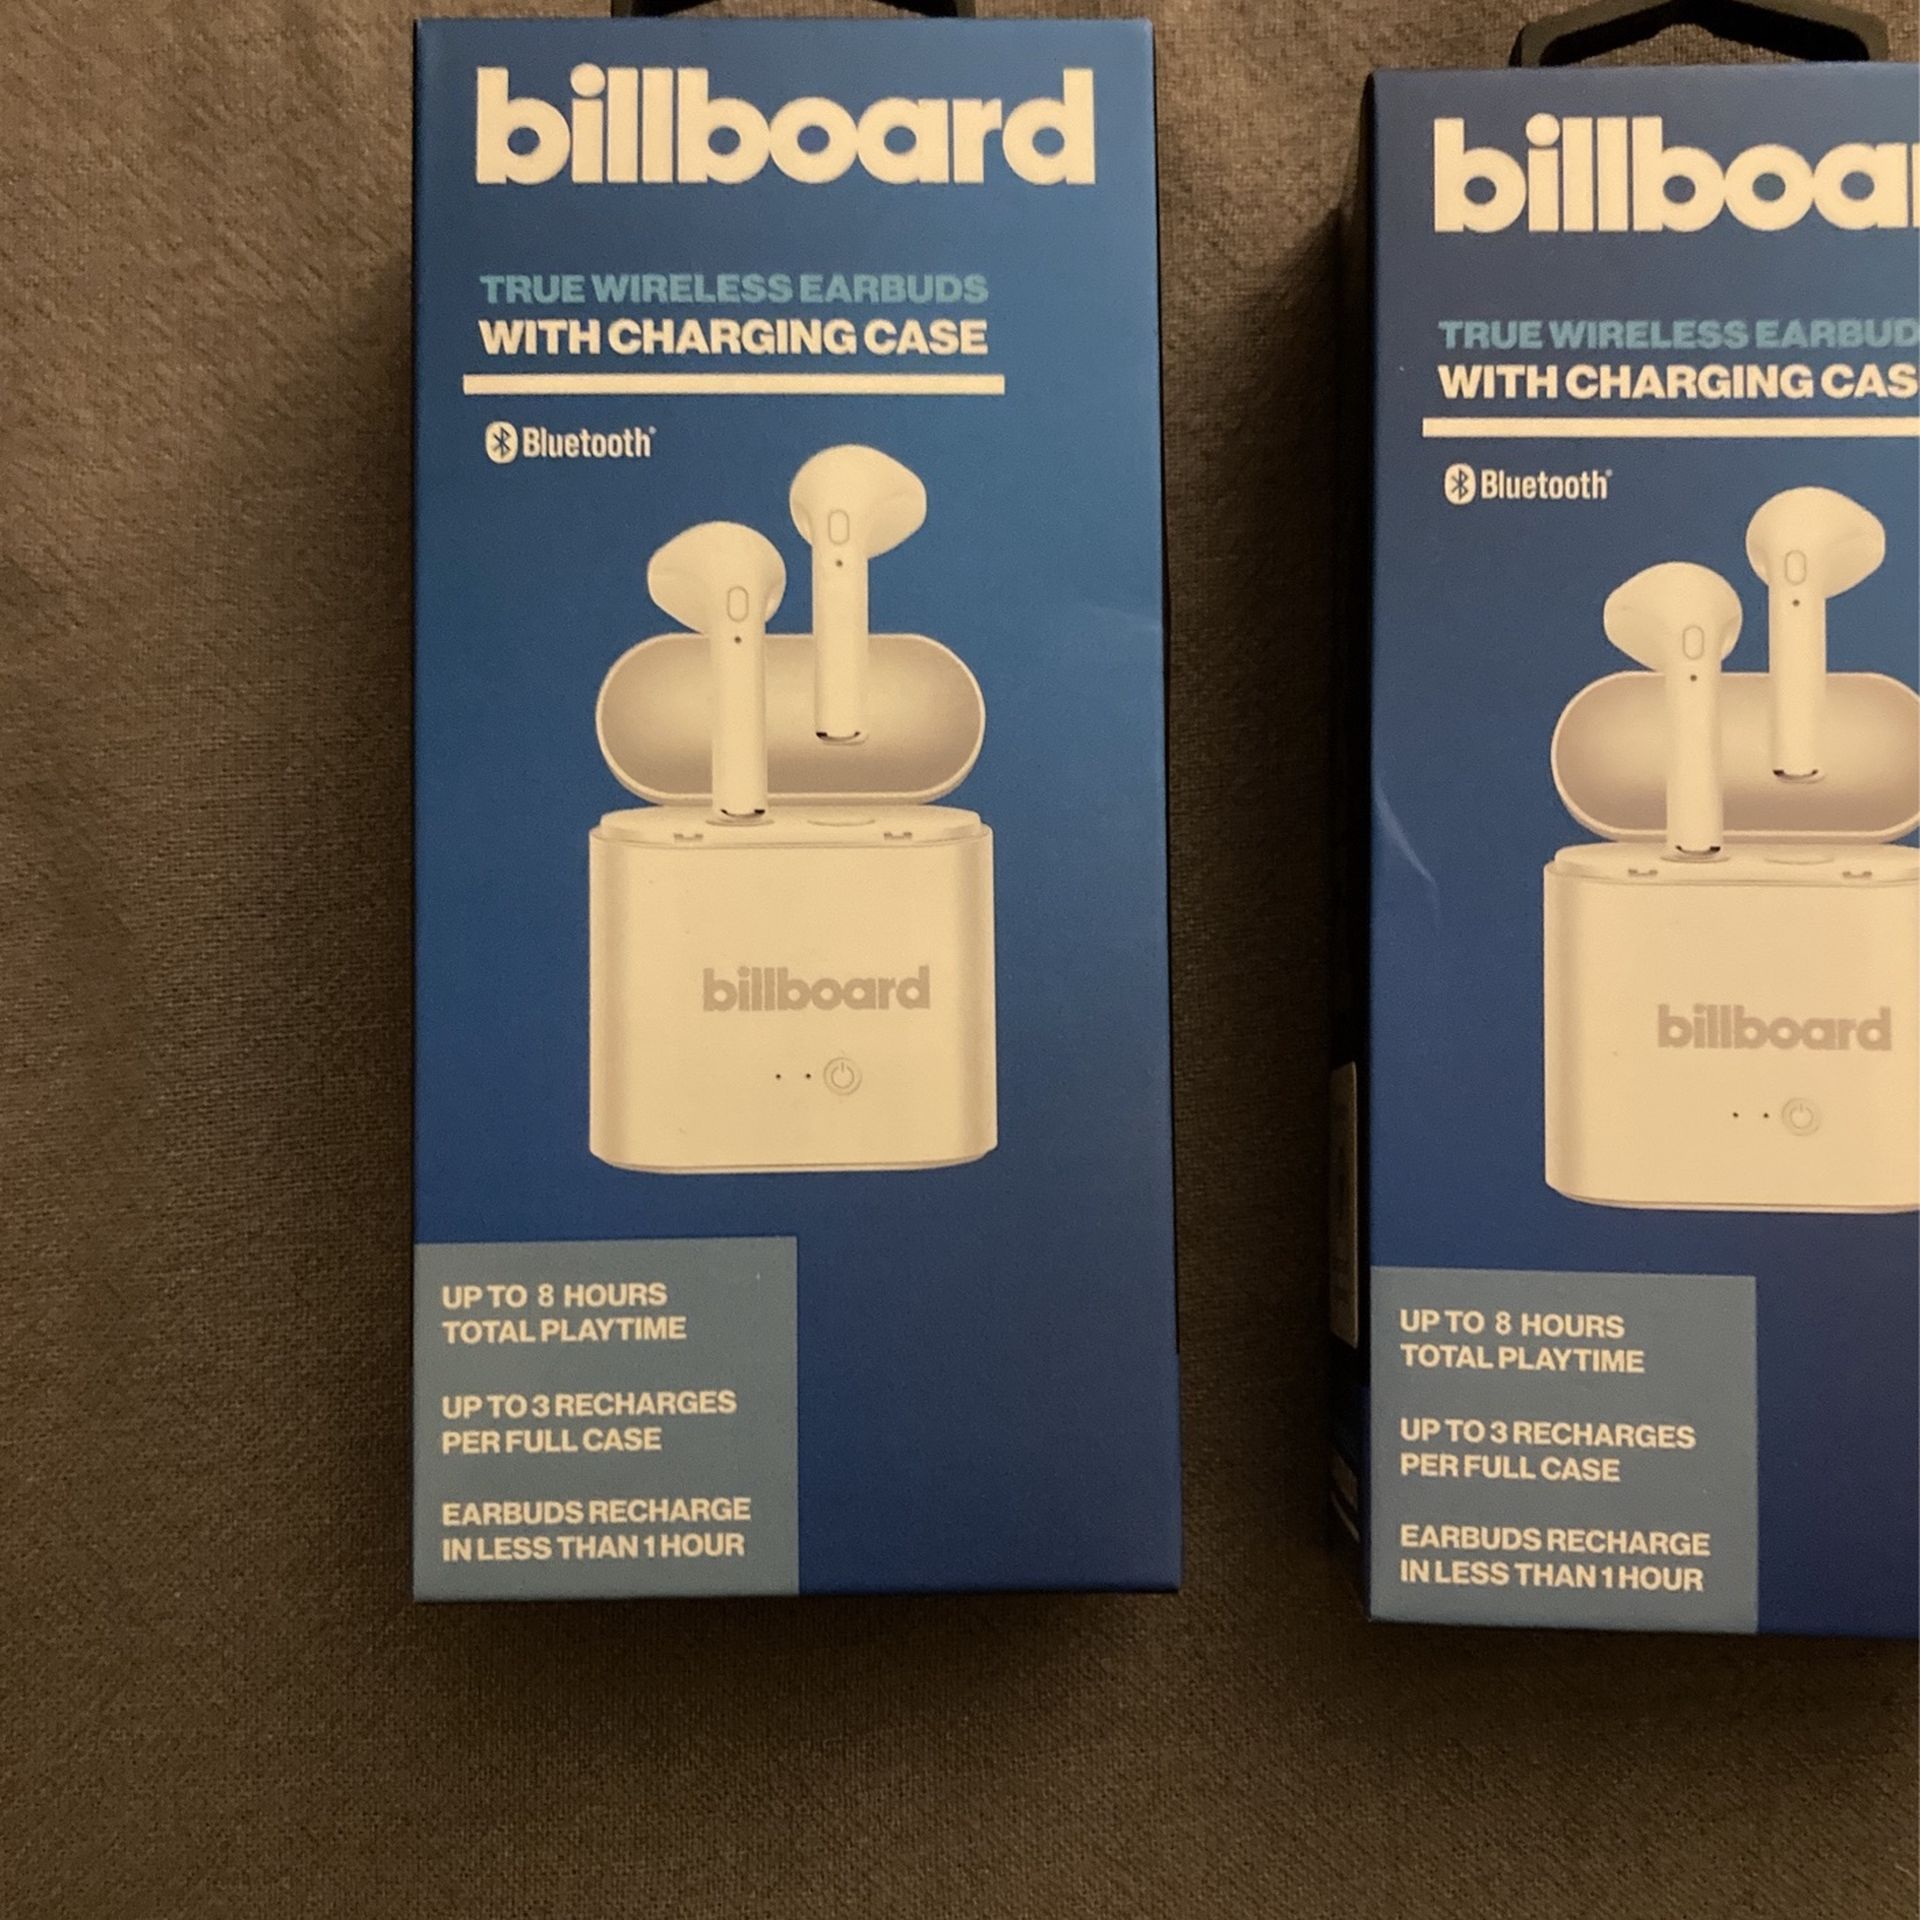 billboard
TRUE WIRELESS EARBUDS
WITH CHARGING CASE
Bluetooth®
billboard
UP TO 8 HOURS
TOTAL PLAYTIME
UP TO 3 RECHARGES
PER FULL CASE
EARBUDS RECHARGE
IN LESS THAN 1 HOUR
billboar
TRUE WIRELESS EARBUD
WITH CHARGING CAS
Bluetooth®
billboard
UP TO 8 HOURS
TOTAL PLAYTIME
UP TO 3 RECHARGES
PER FULL CASE
EARBUDS RECHARGE
IN LESS THAN 1 HOUR